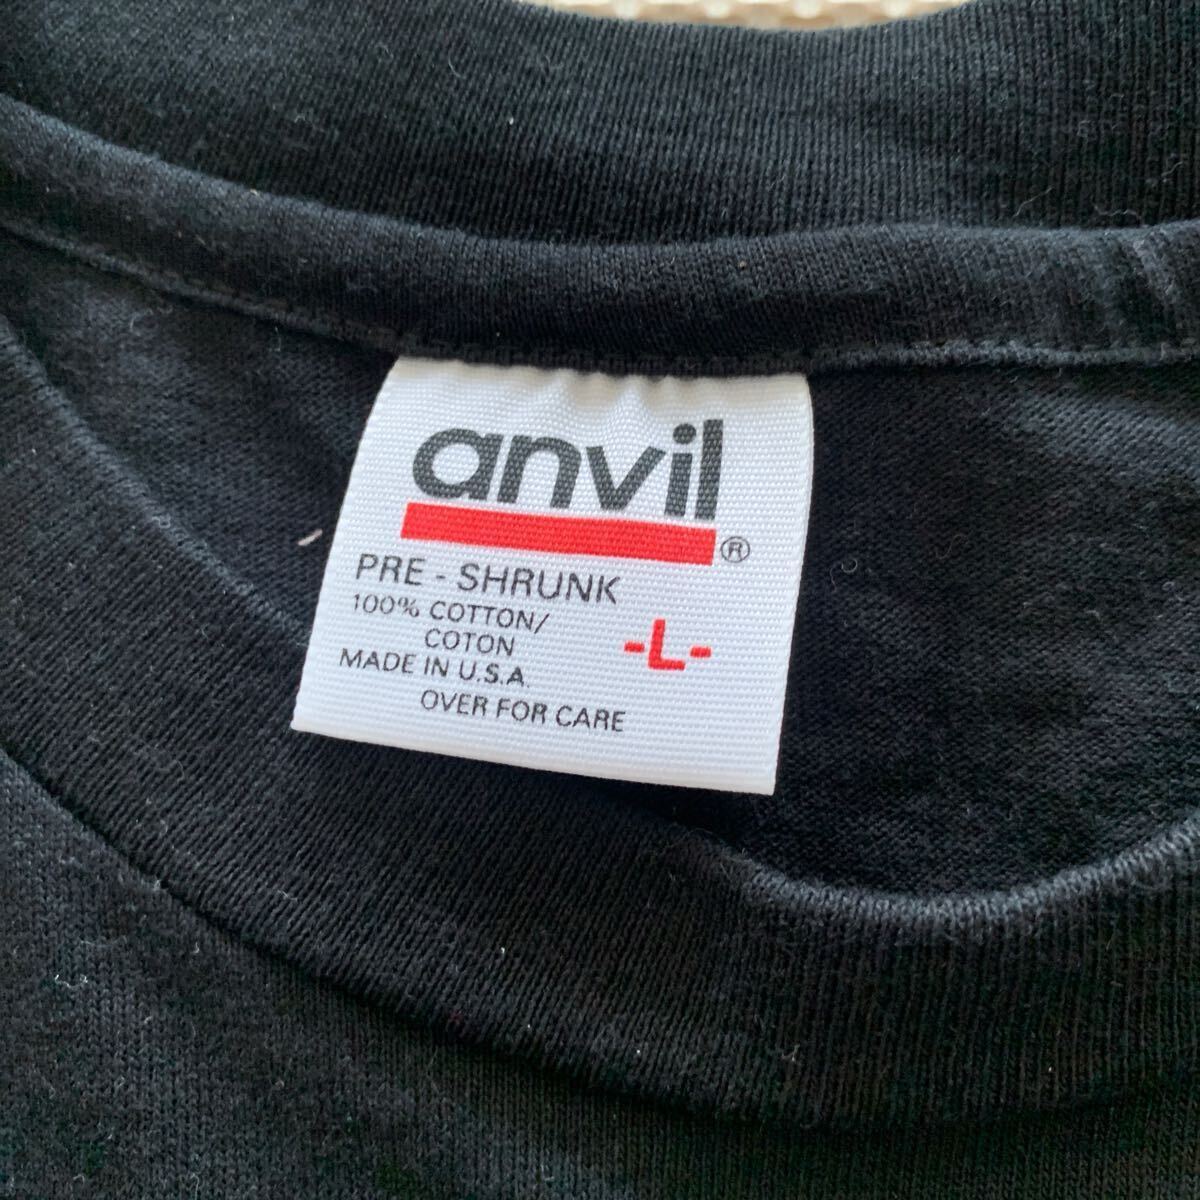 anvil®
PRE - SHRUNK
100% COTTON/
COTON
-L-
MADE IN U.S.A.
OVER FOR CARE